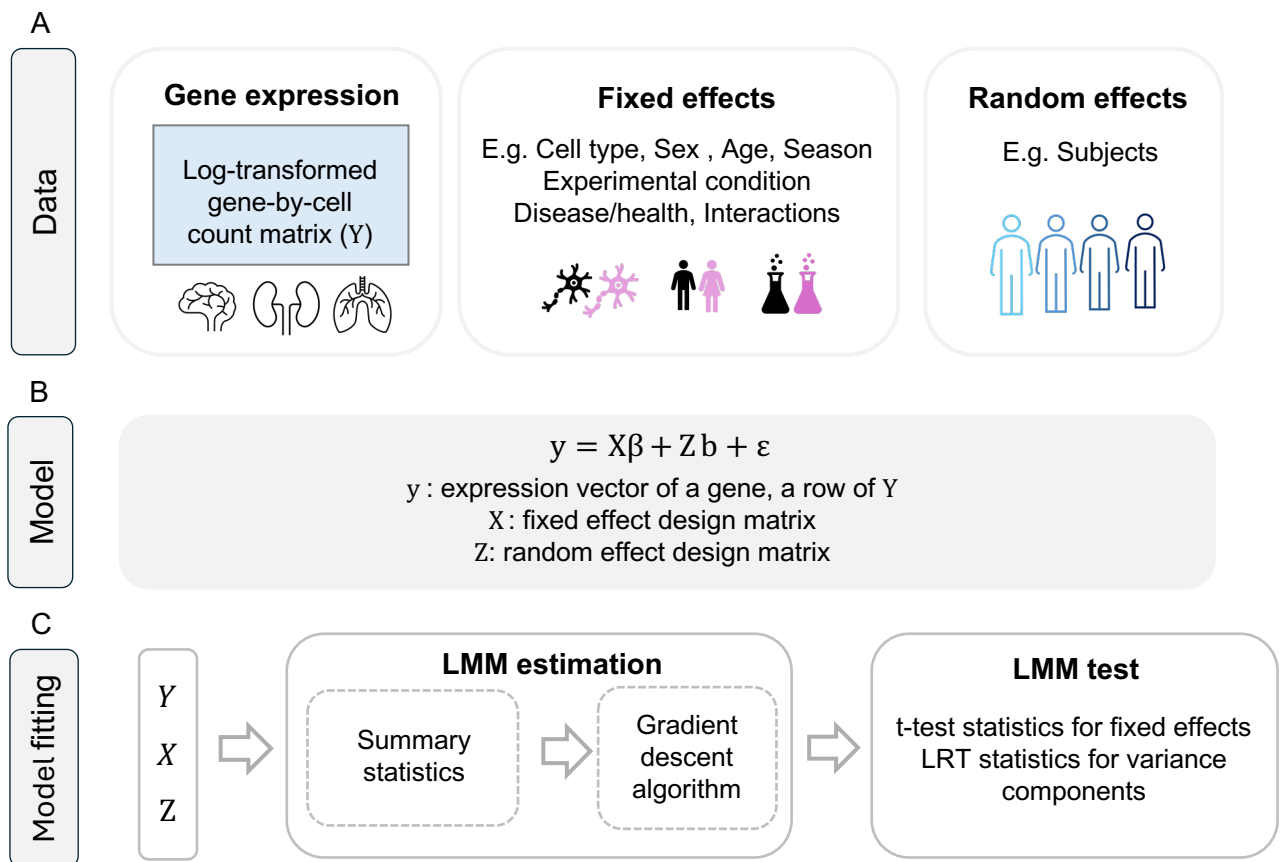 A
Data
Gene expression
Log-transformed
gene-by-cell
count matrix (Y)
Fixed effects
E.g. Cell type, Sex , Age, Season
Experimental condition
Disease/health, Interactions
Random effects
E.g. Subjects
B
Model
y = Xβ + Z b + ε
y : expression vector of a gene, a row of Y
X : fixed effect design matrix
Z: random effect design matrix
C
Model fitting
Y
X
Z
LMM estimation
Summary
statistics
Gradient
descent
algorithm
LMM test
t-test statistics for fixed effects
LRT statistics for variance
components